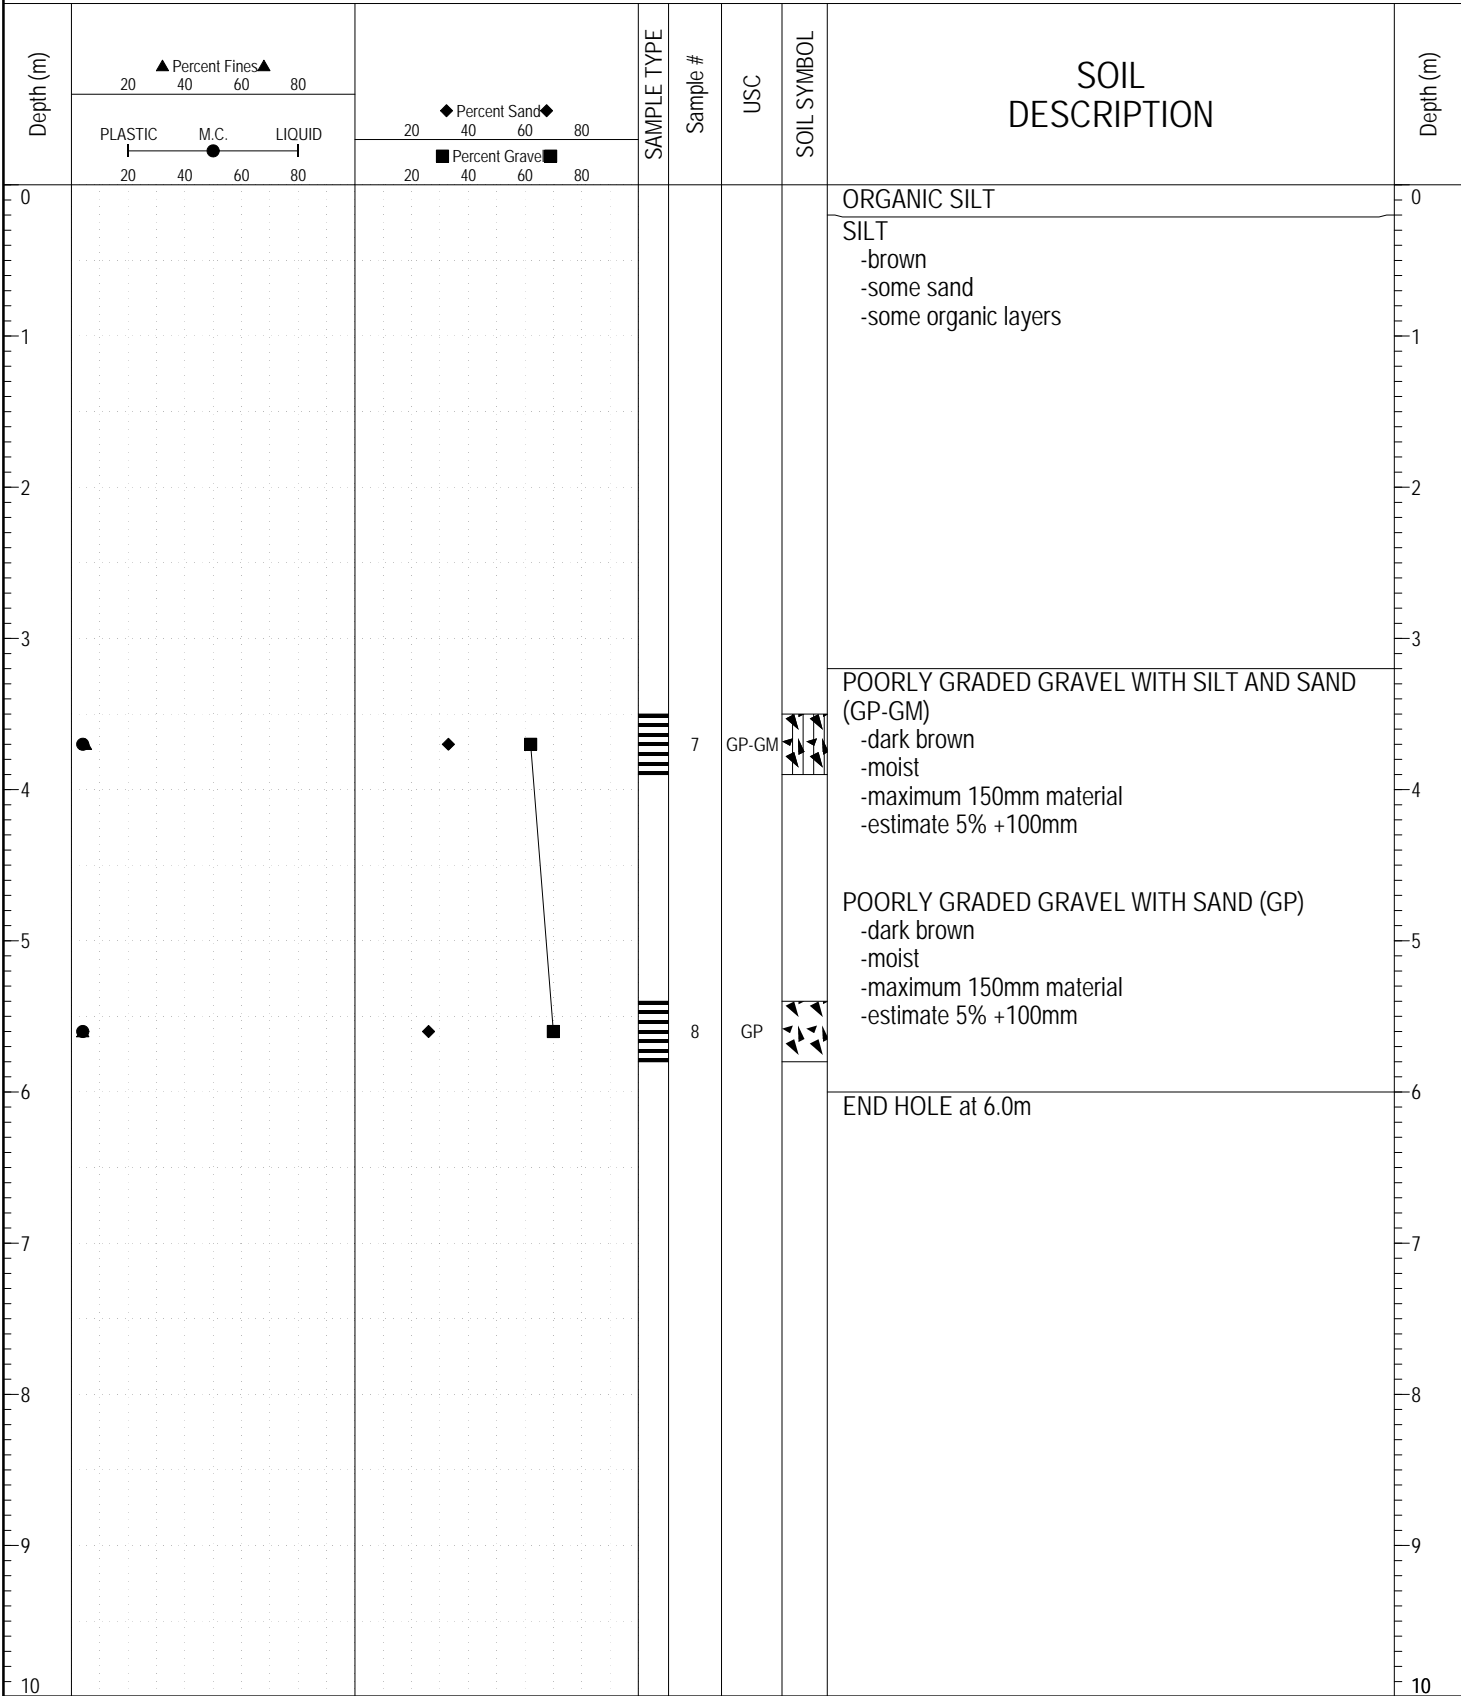 Depth (m)
Percent Fines
20 40 60 80
PLASTIC M.C. LIQUID
20 40 60 80
Percent Sand
20 40 60 80
Percent Gravel
20 40 60 80
SAMPLE TYPE
Sample #
USC
SOIL SYMBOL
SOIL
DESCRIPTION
Depth (m)
0
1
2
3
4
5
6
7
8
9
10
7 GP-GM
8 GP
ORGANIC SILT
SILT
-brown
-some sand
-some organic layers
POORLY GRADED GRAVEL WITH SILT AND SAND
(GP-GM)
-dark brown
-moist
-maximum 150mm material
-estimate 5% +100mm
POORLY GRADED GRAVEL WITH SAND (GP)
-dark brown
-moist
-maximum 150mm material
-estimate 5% +100mm
END HOLE at 6.0m
0
1
2
3
4
5
6
7
8
9
10